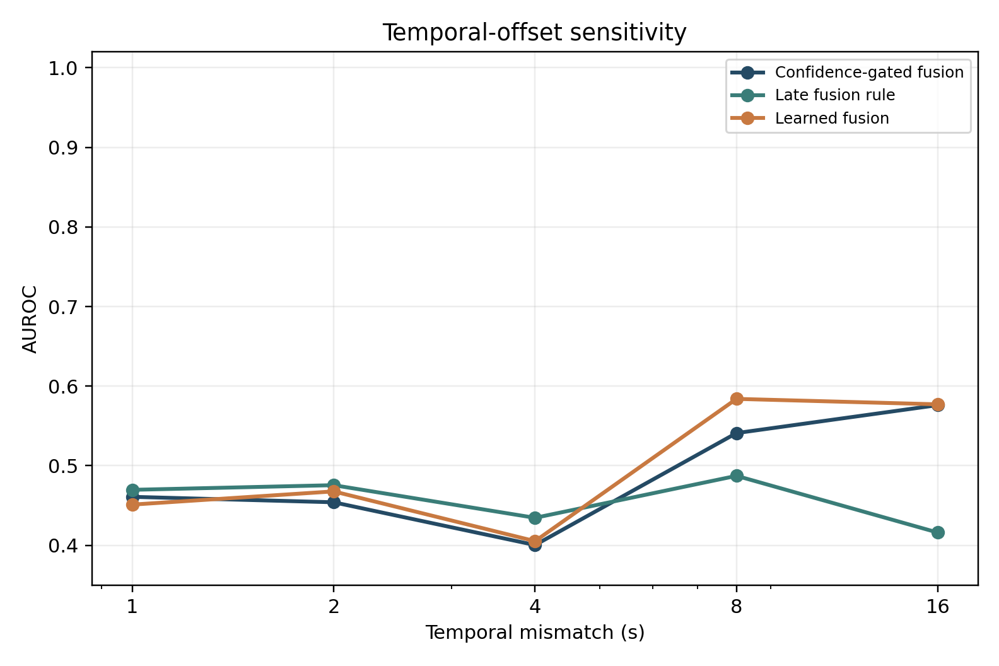 Temporal-offset sensitivity
1.0
0.9
0.8
0.7
0.6
0.5
0.4
AUROC
Confidence-gated fusion
Late fusion rule
Learned fusion
1 2 4 8 16
Temporal mismatch (s)